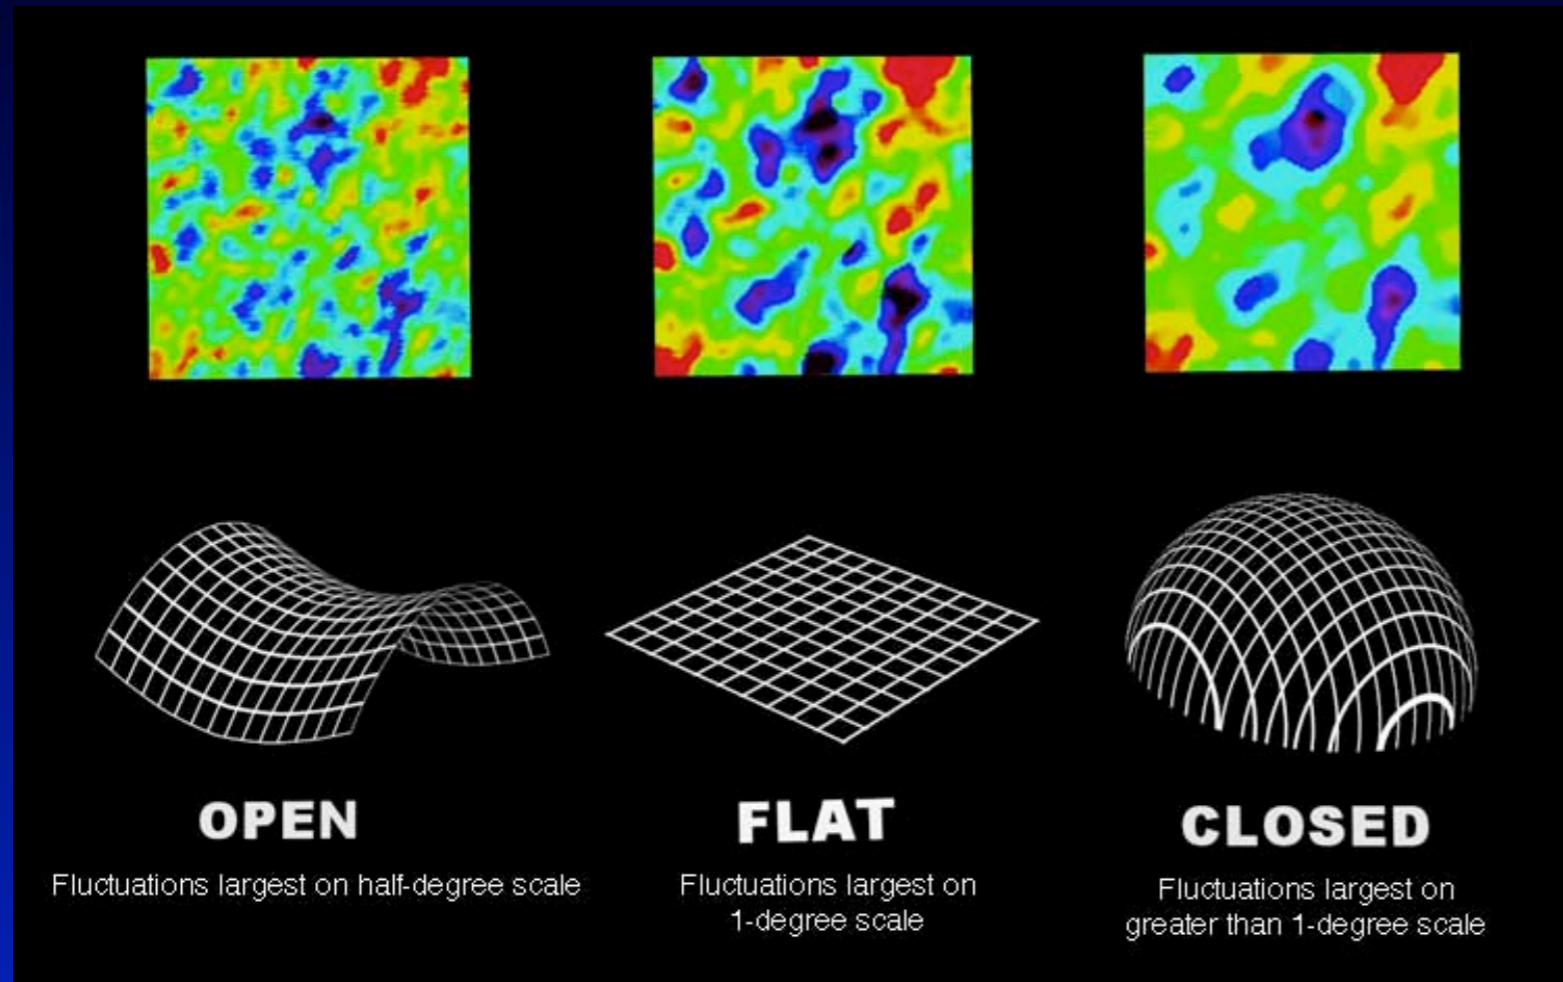 OPEN
Fluctuations largest on half-degree scale
FLAT
Fluctuations largest on
1-degree scale
CLOSED
Fluctuations largest on
greater than 1-degree scale